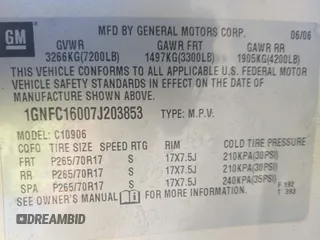 GM
MFD BY GENERAL MOTORS CORP. 06/06
GVWR GAWR FRT GAWR RR
3266KG(7200LB) 1497KG(3300LB) 1905KG(4200LB)
THIS VEHICLE CONFORMS TO ALL APPLICABLE U.S. FEDERAL MOTOR
VEHICLE SAFETY STANDARDS IN EFFECT ON THE DATE OF
MANUFACTURE SHOWN ABOVE.
1GNFC16007J203853 TYPE: M.P.V.
MODEL: C10906
TIRE SIZE SPEED RTG RIM COLD TIRE PRESSURE
FRT P265/70R17 S 17X7.5J 210KPA(30PSI)
RR P265/70R17 S 17X7.5J 210KPA(30PSI)
SPA P265/70R17 S 17X7.5J 240KPA(35PSI)
SEE OWNER'S MANUAL FOR MORE INFORMATION
F 192
T 393
DREAMBID